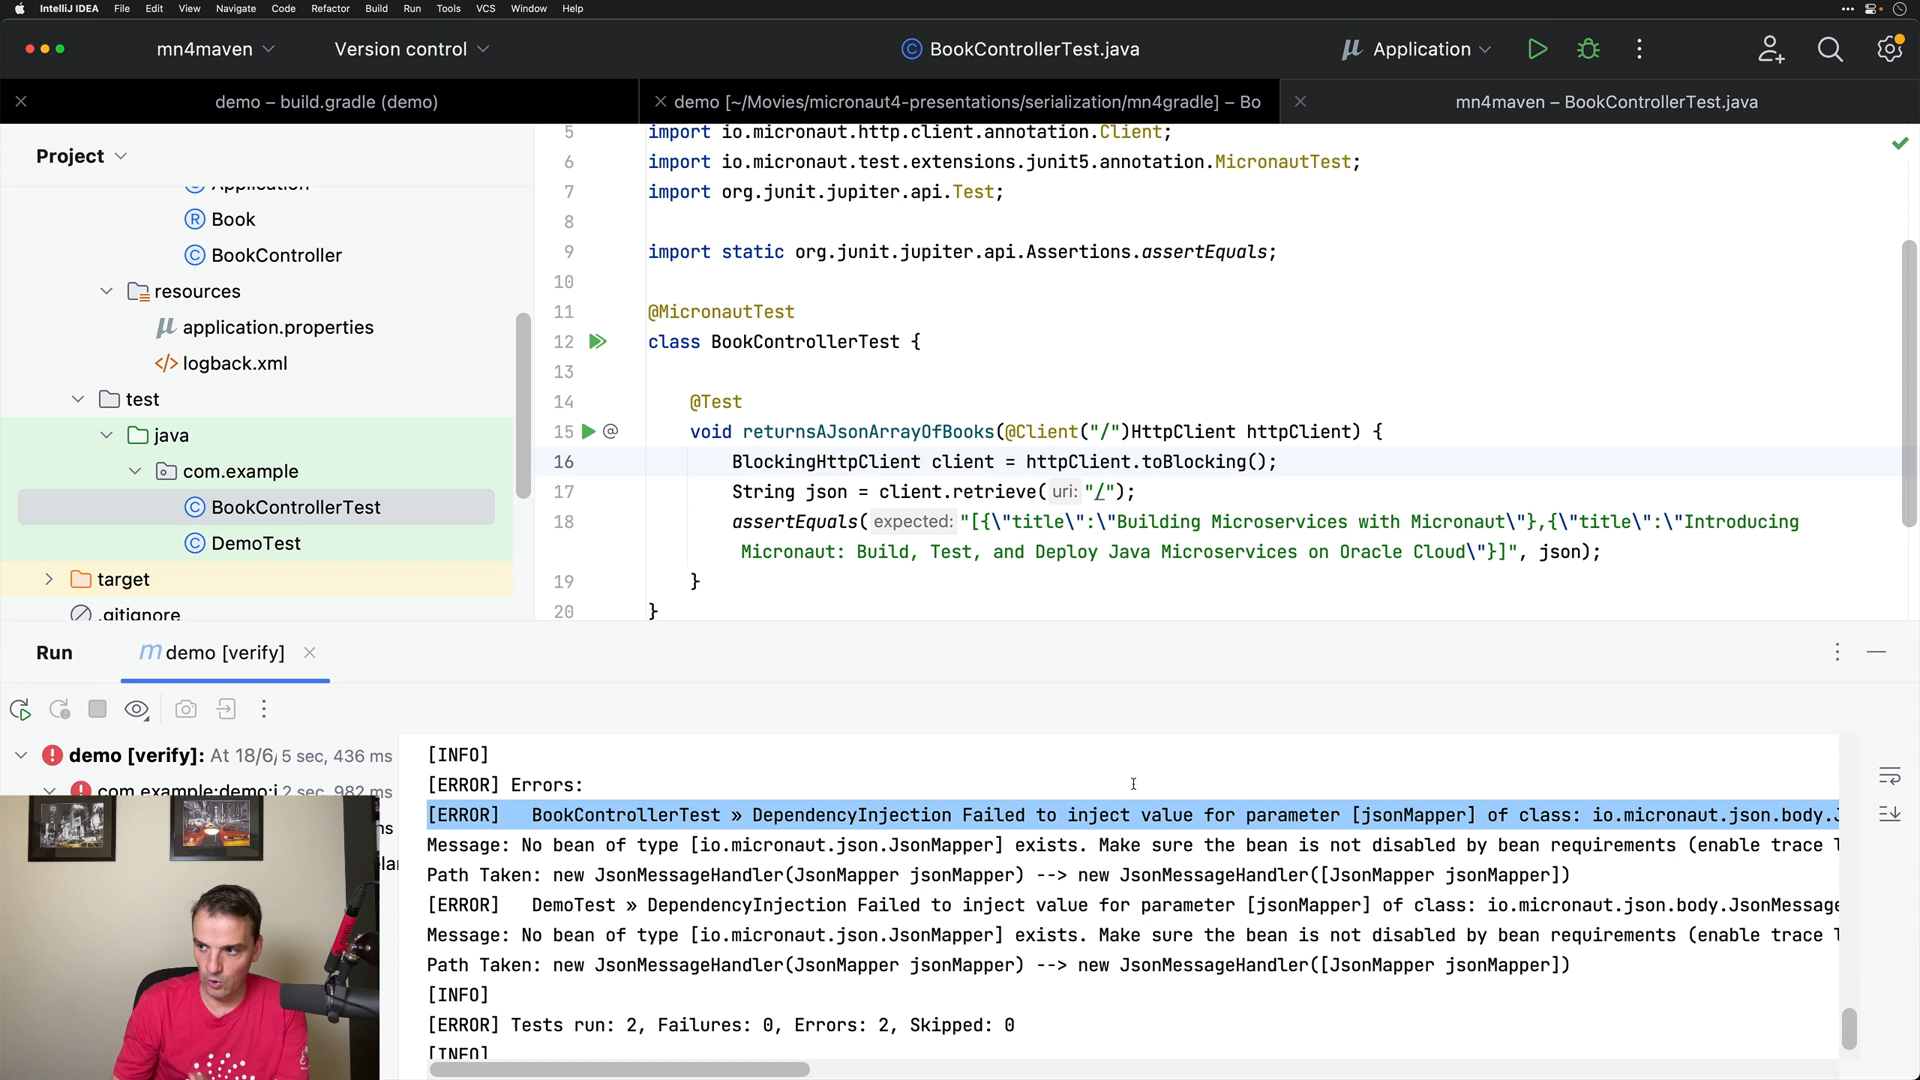 IntelliJ IDEA File Edit View Navigate Code Refactor Build Run Tools VCS Window Help
mn4maven Version control BookControllerTest.java Application
demo – build.gradle (demo) demo [~/Movies/micronaut4-presentations/serialization/mn4gradle] – Bo mn4maven – BookControllerTest.java
Project
Application
Book
BookController
resources
application.properties
logback.xml
test
java
com.example
BookControllerTest
DemoTest
target
.gitignore
5 import io.micronaut.http.client.annotation.Client;
6 import io.micronaut.test.extensions.junit5.annotation.MicronautTest;
7 import org.junit.jupiter.api.Test;
8
9 import static org.junit.jupiter.api.Assertions.assertEquals;
10
11 @MicronautTest
12 class BookControllerTest {
13
14 @Test
15 void returnsAJsonArrayOfBooks(@Client("/")HttpClient httpClient) {
16 BlockingHttpClient client = httpClient.toBlocking();
17 String json = client.retrieve( uri: "/");
18 assertEquals( expected: "[{\"title\":\"Building Microservices with Micronaut\"},{\"title\":\"Introducing
Micronaut: Build, Test, and Deploy Java Microservices on Oracle Cloud\"}]", json);
19 }
20 }
Run demo [verify]
demo [verify]: At 18/6/ 5 sec, 436 ms
com.example:demo:j 2 sec, 982 ms
[INFO]
[ERROR] Errors:
[ERROR] BookControllerTest » DependencyInjection Failed to inject value for parameter [jsonMapper] of class: io.micronaut.json.body.J
Message: No bean of type [io.micronaut.json.JsonMapper] exists. Make sure the bean is not disabled by bean requirements (enable trace l
Path Taken: new JsonMessageHandler(JsonMapper jsonMapper) --> new JsonMessageHandler([JsonMapper jsonMapper])
[ERROR] DemoTest » DependencyInjection Failed to inject value for parameter [jsonMapper] of class: io.micronaut.json.body.JsonMessage
Message: No bean of type [io.micronaut.json.JsonMapper] exists. Make sure the bean is not disabled by bean requirements (enable trace l
Path Taken: new JsonMessageHandler(JsonMapper jsonMapper) --> new JsonMessageHandler([JsonMapper jsonMapper])
[INFO]
[ERROR] Tests run: 2, Failures: 0, Errors: 2, Skipped: 0
[INFO]